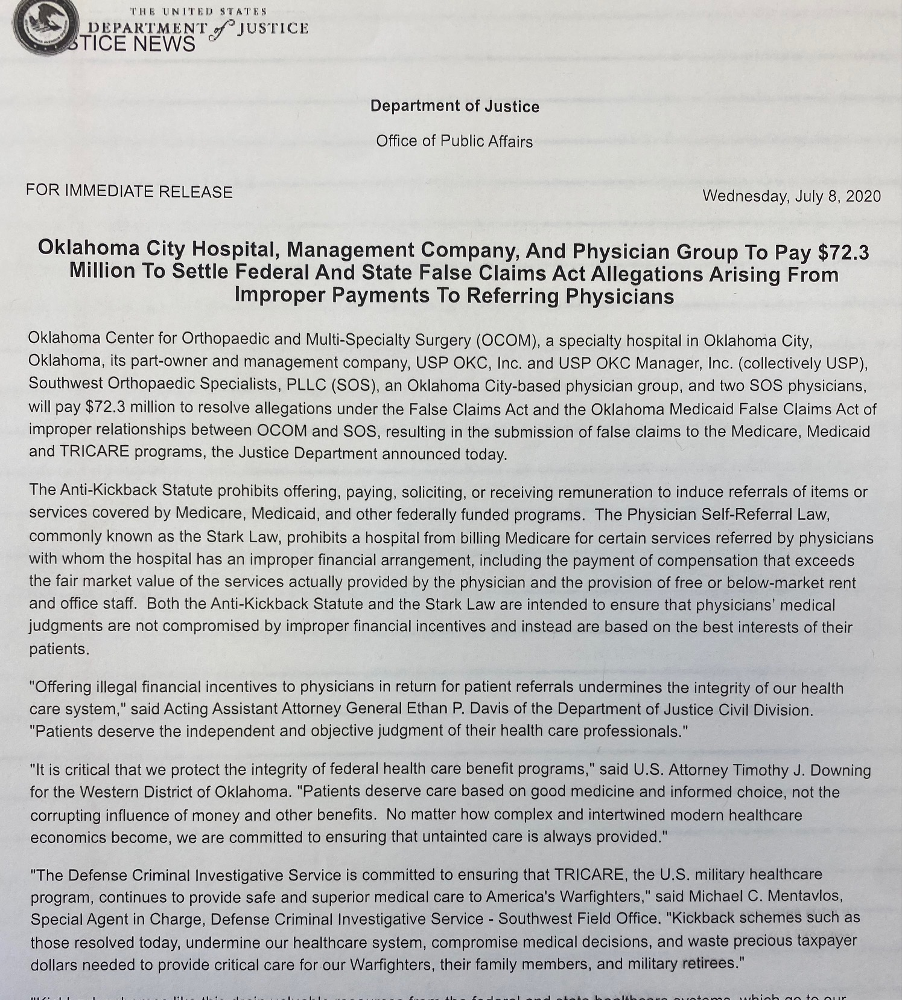 THE UNITED STATES
DEPARTMENT of JUSTICE
STICE NEWS
Department of Justice
Office of Public Affairs
FOR IMMEDIATE RELEASE
Wednesday, July 8, 2020
Oklahoma City Hospital, Management Company, And Physician Group To Pay $72.3
Million To Settle Federal And State False Claims Act Allegations Arising From
Improper Payments To Referring Physicians
Oklahoma Center for Orthopaedic and Multi-Specialty Surgery (OCOM), a specialty hospital in Oklahoma City,
Oklahoma, its part-owner and management company, USP OKC, Inc. and USP OKC Manager, Inc. (collectively USP),
Southwest Orthopaedic Specialists, PLLC (SOS), an Oklahoma City-based physician group, and two SOS physicians,
will pay $72.3 million to resolve allegations under the False Claims Act and the Oklahoma Medicaid False Claims Act of
improper relationships between OCOM and SOS, resulting in the submission of false claims to the Medicare, Medicaid
and TRICARE programs, the Justice Department announced today.
The Anti-Kickback Statute prohibits offering, paying, soliciting, or receiving remuneration to induce referrals of items or
services covered by Medicare, Medicaid, and other federally funded programs. The Physician Self-Referral Law,
commonly known as the Stark Law, prohibits a hospital from billing Medicare for certain services referred by physicians
with whom the hospital has an improper financial arrangement, including the payment of compensation that exceeds
the fair market value of the services actually provided by the physician and the provision of free or below-market rent
and office staff. Both the Anti-Kickback Statute and the Stark Law are intended to ensure that physicians' medical
judgments are not compromised by improper financial incentives and instead are based on the best interests of their
patients.
"Offering illegal financial incentives to physicians in return for patient referrals undermines the integrity of our health
care system," said Acting Assistant Attorney General Ethan P. Davis of the Department of Justice Civil Division.
"Patients deserve the independent and objective judgment of their health care professionals."
"It is critical that we protect the integrity of federal health care benefit programs," said U.S. Attorney Timothy J. Downing
for the Western District of Oklahoma. "Patients deserve care based on good medicine and informed choice, not the
corrupting influence of money and other benefits. No matter how complex and intertwined modern healthcare
economics become, we are committed to ensuring that untainted care is always provided."
"The Defense Criminal Investigative Service is committed to ensuring that TRICARE, the U.S. military healthcare
program, continues to provide safe and superior medical care to America's Warfighters," said Michael C. Mentavlos,
Special Agent in Charge, Defense Criminal Investigative Service - Southwest Field Office. "Kickback schemes such as
those resolved today, undermine our healthcare system, compromise medical decisions, and waste precious taxpayer
dollars needed to provide critical care for our Warfighters, their family members, and military retirees."
"Kickback schemes like this drain valuable resources from the federal and state healthcare systems, which go to our